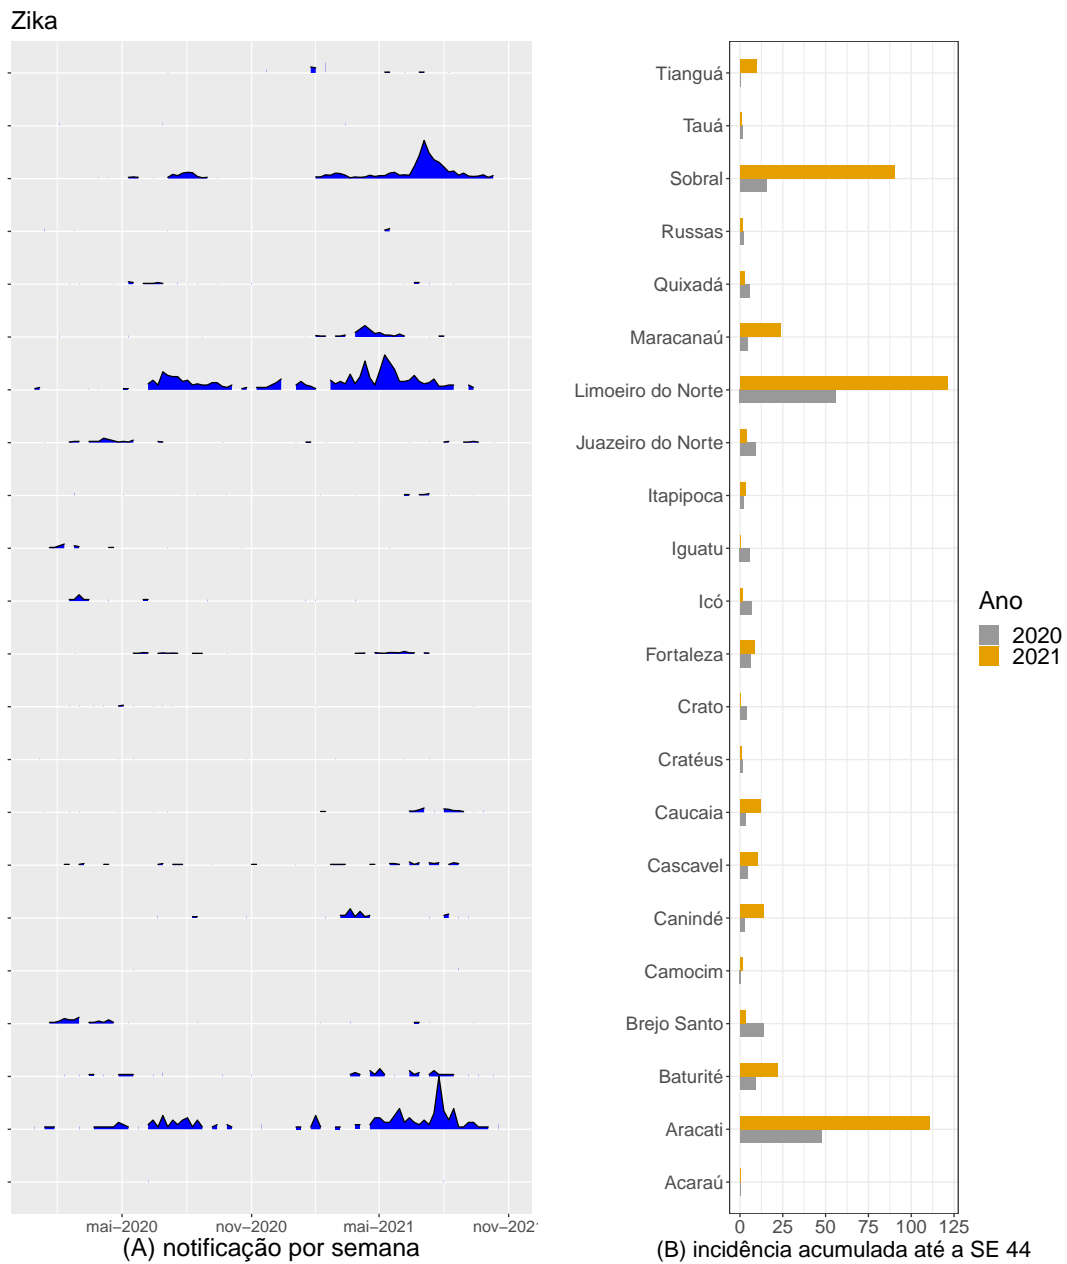 Zika
Tianguá
Tauá
Sobral
Russas
Quixadá
Maracanaú
Limoeiro do Norte
Juazeiro do Norte
Itapipoca
Iguatu
Icó
Fortaleza
Crato
Cratéus
Caucaia
Cascavel
Canindé
Camocim
Brejo Santo
Baturité
Aracati
Acaraú
Ano
2020
2021
mai–2020 nov–2020 mai–2021 nov–2021
0 25 50 75 100 125
(A) notificação por semana
(B) incidência acumulada até a SE 44